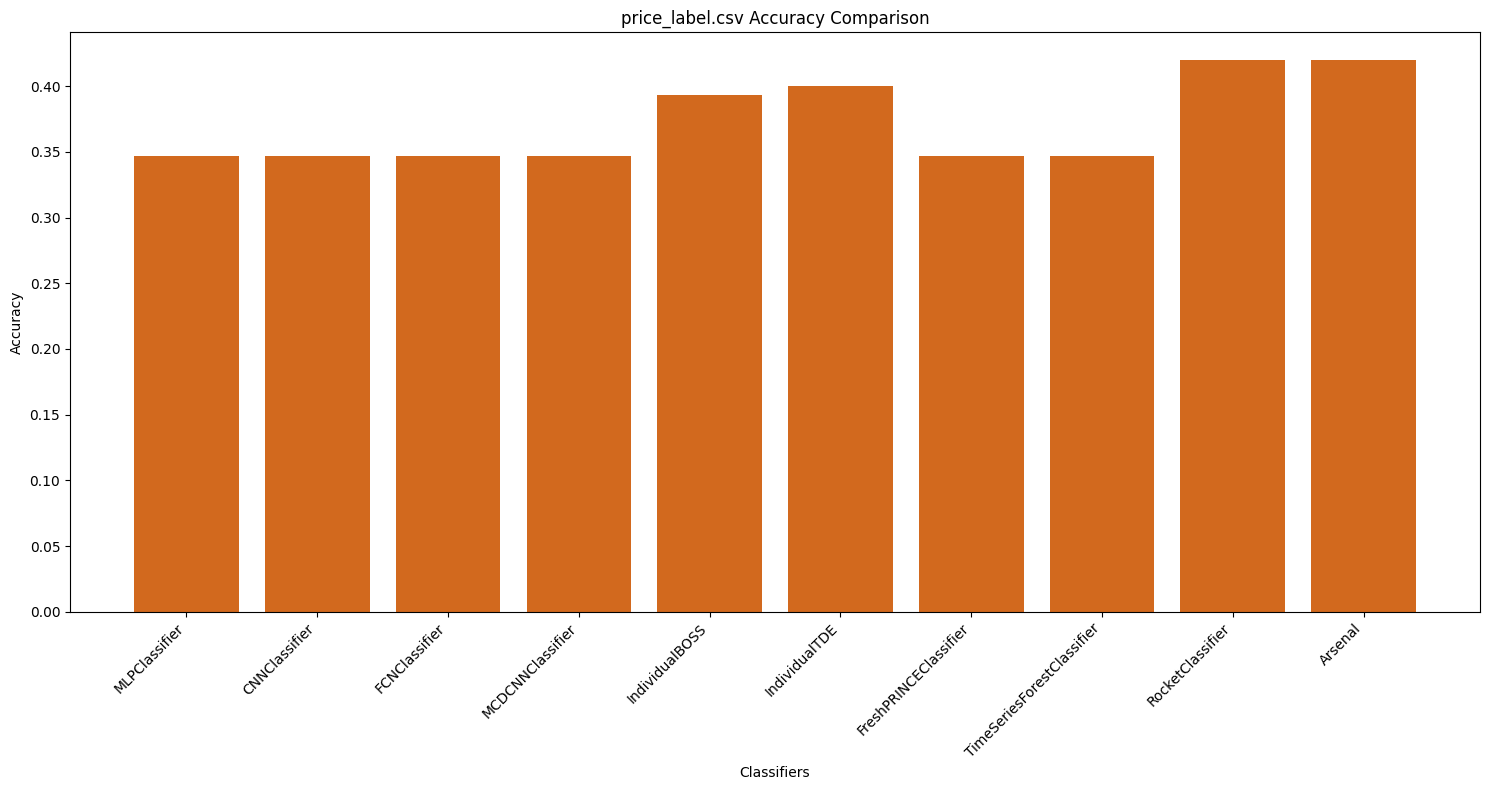 price_label.csv Accuracy Comparison
Accuracy
0.40
0.35
0.30
0.25
0.20
0.15
0.10
0.05
0.00
MLPClassifier
CNNClassifier
FCNClassifier
MCDCNNClassifier
IndividualBOSS
IndividualTDE
FreshPRINCEClassifier
TimeSeriesForestClassifier
RocketClassifier
Arsenal
Classifiers